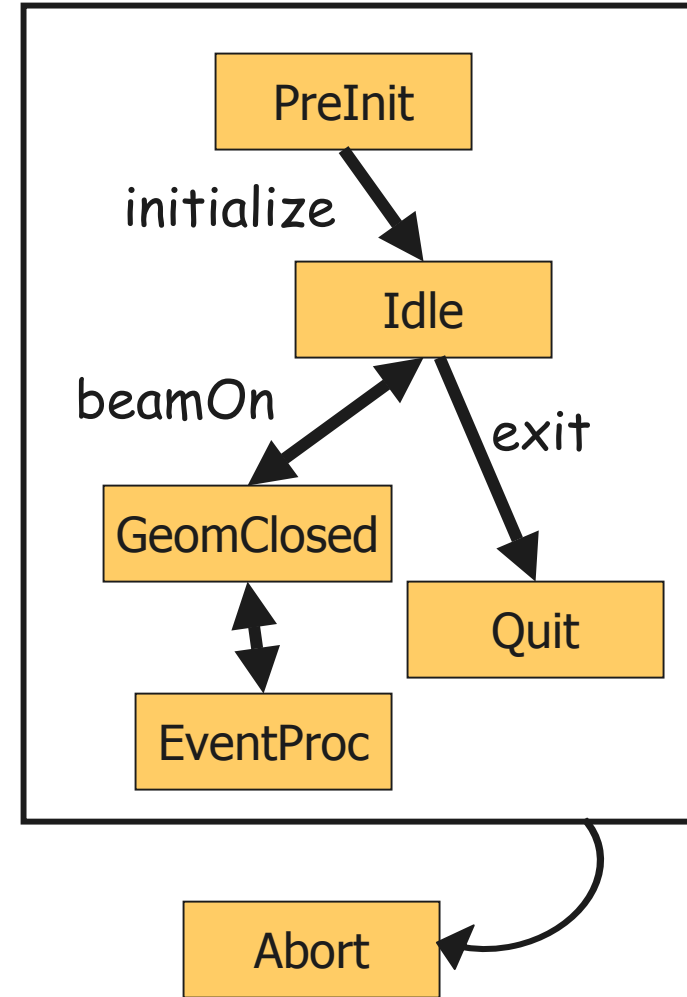 PreInit
initialize
Idle
beamOn
exit
GeomClosed
Quit
EventProc
Abort